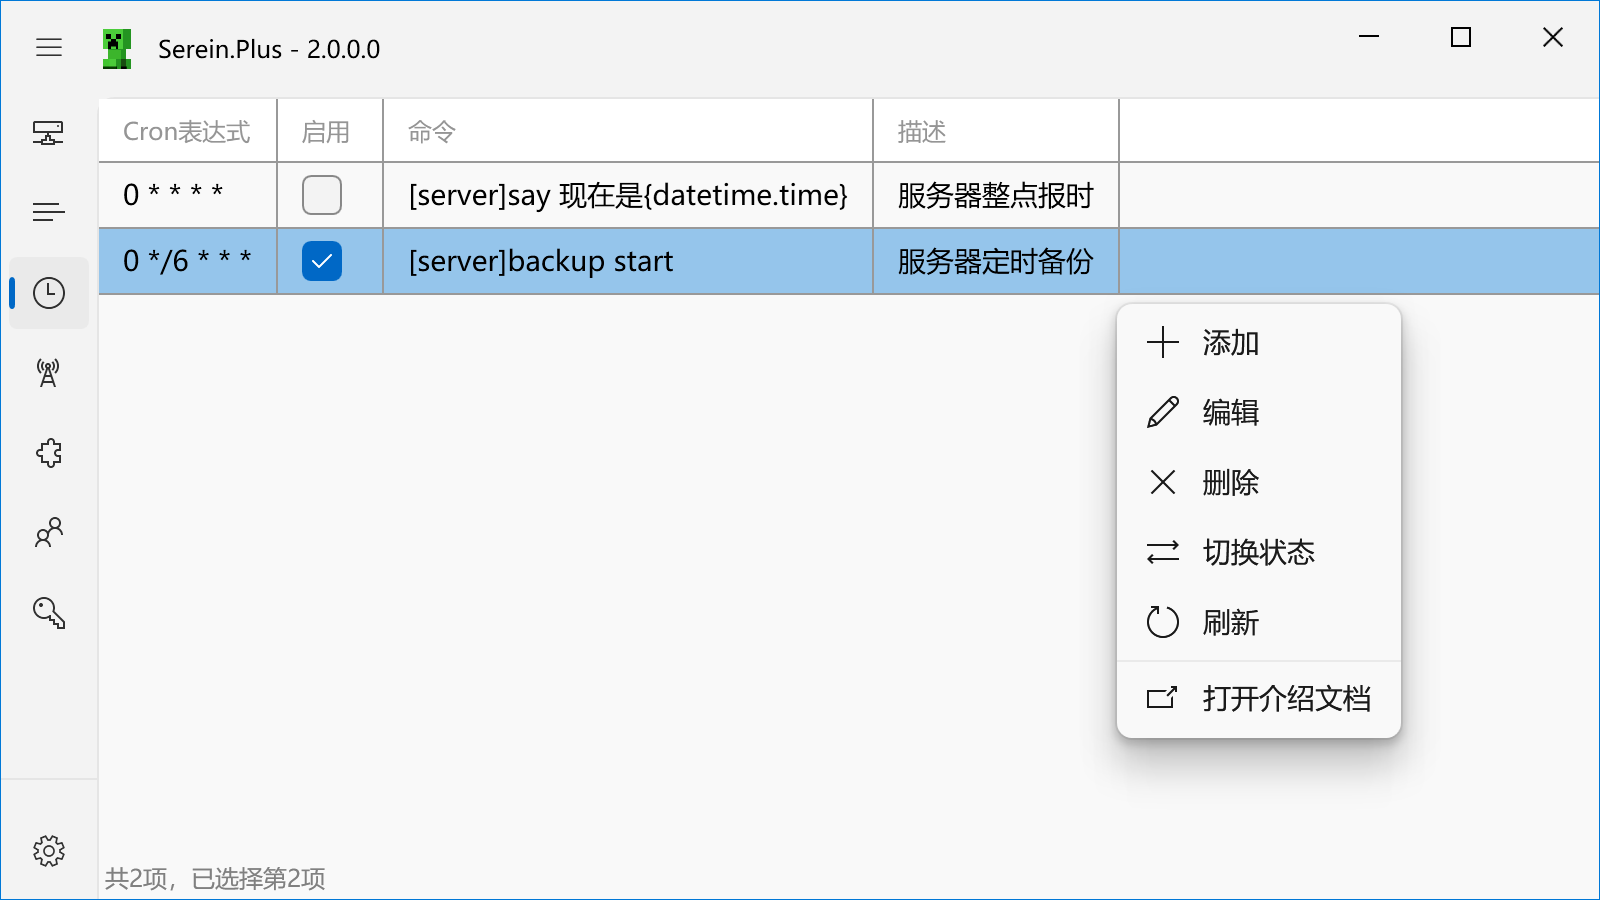 Serein.Plus - 2.0.0.0
Cron表达式 启用 命令 描述
0 * * * * [server]say 现在是{datetime.time} 服务器整点报时
0 */6 * * * [server]backup start 服务器定时备份
添加
编辑
删除
切换状态
刷新
打开介绍文档
共2项，已选择第2项